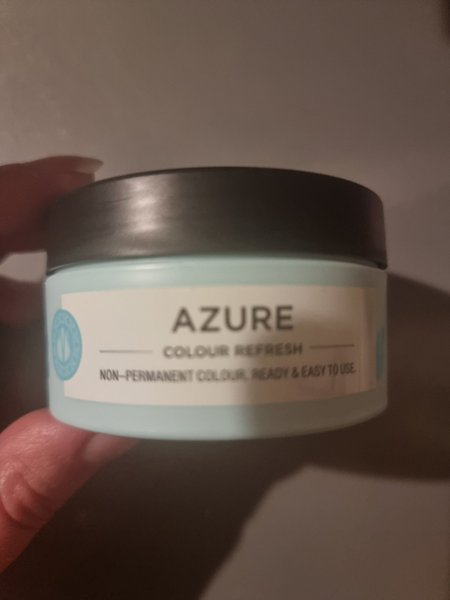 AZURE
COLOUR REFRESH
NON-PERMANENT COLOUR. READY & EASY TO USE.